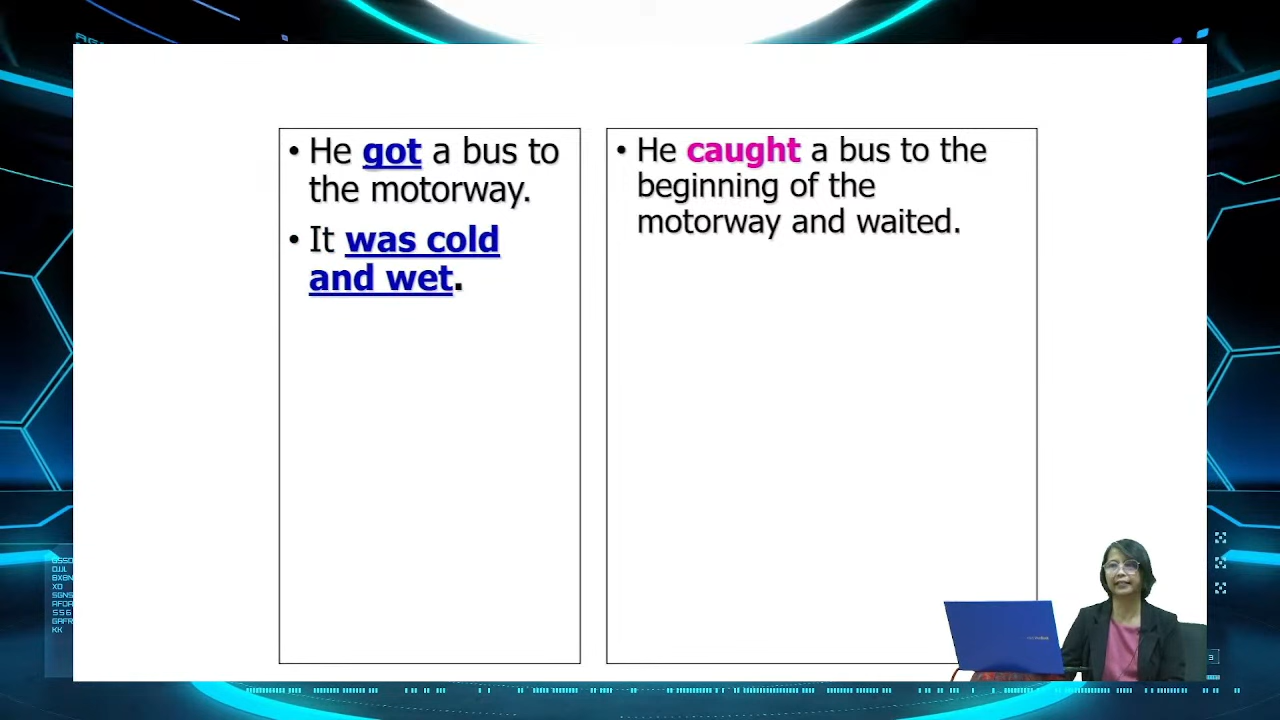 • He got a bus to
the motorway.
• It was cold
and wet.
• He caught a bus to the
beginning of the
motorway and waited.